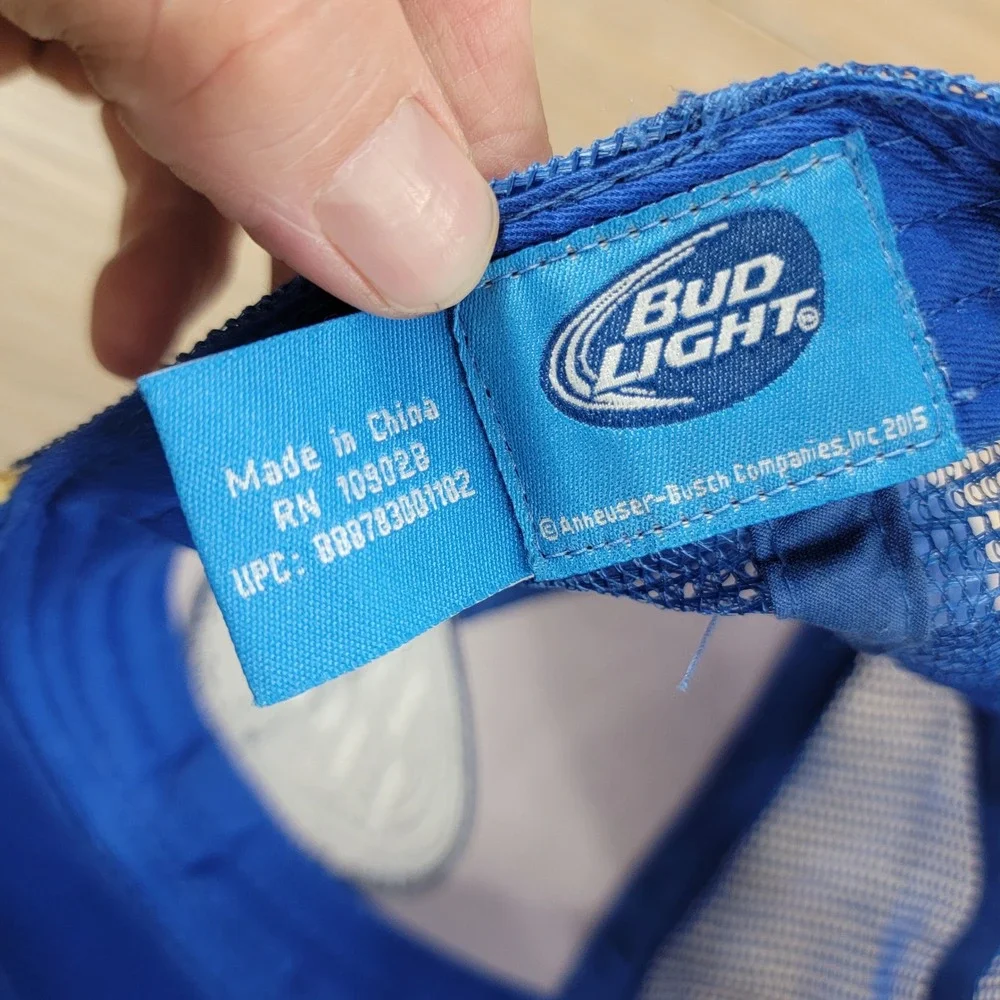 Made in China
RN 109028
UPC: 888783001102
BUD
LIGHT®
©Anheuser-Busch Companies, Inc 2015